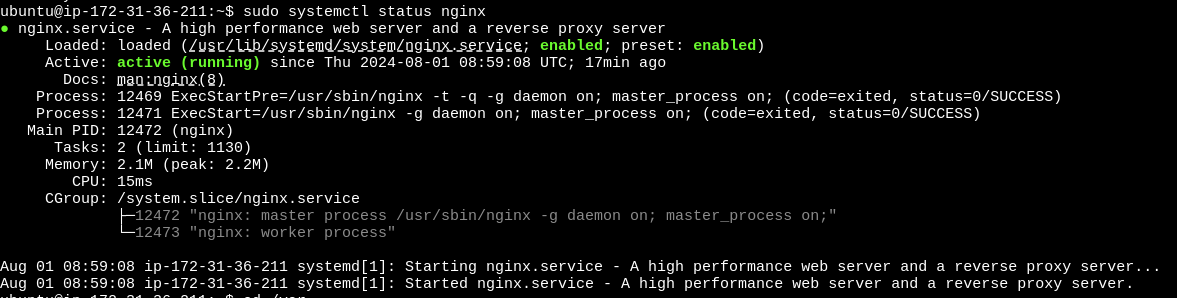 ubuntu@ip-172-31-36-211:~$ sudo systemctl status nginx
● nginx.service - A high performance web server and a reverse proxy server
     Loaded: loaded (/usr/lib/systemd/system/nginx.service; enabled; preset: enabled)
     Active: active (running) since Thu 2024-08-01 08:59:08 UTC; 17min ago
       Docs: man:nginx(8)
    Process: 12469 ExecStartPre=/usr/sbin/nginx -t -q -g daemon on; master_process on; (code=exited, status=0/SUCCESS)
    Process: 12471 ExecStart=/usr/sbin/nginx -g daemon on; master_process on; (code=exited, status=0/SUCCESS)
   Main PID: 12472 (nginx)
      Tasks: 2 (limit: 1130)
     Memory: 2.1M (peak: 2.2M)
        CPU: 15ms
     CGroup: /system.slice/nginx.service
             ├─12472 "nginx: master process /usr/sbin/nginx -g daemon on; master_process on;"
             └─12473 "nginx: worker process"
Aug 01 08:59:08 ip-172-31-36-211 systemd[1]: Starting nginx.service - A high performance web server and a reverse proxy server...
Aug 01 08:59:08 ip-172-31-36-211 systemd[1]: Started nginx.service - A high performance web server and a reverse proxy server.